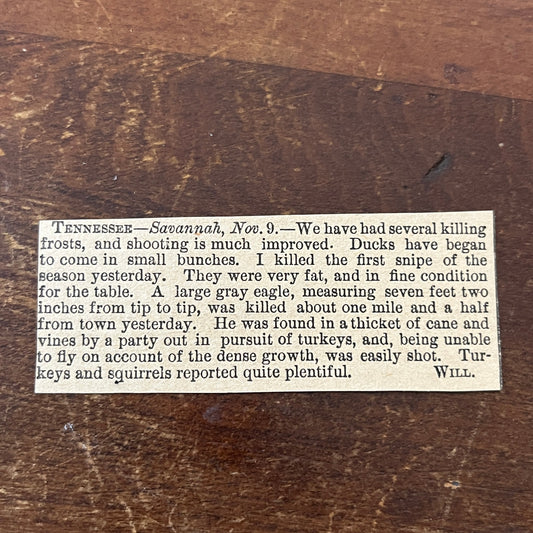 TENNESSEE—Savannah, Nov. 9.—We have had several killing
frosts, and shooting is much improved. Ducks have began
to come in small bunches. I killed the first snipe of the
season yesterday. They were very fat, and in fine condition
for the table. A large gray eagle, measuring seven feet two
inches from tip to tip, was killed about one mile and a half
from town yesterday. He was found in a thicket of cane and
vines by a party out in pursuit of turkeys, and, being unable
to fly on account of the dense growth, was easily shot. Tur-
keys and squirrels reported quite plentiful. WILL.